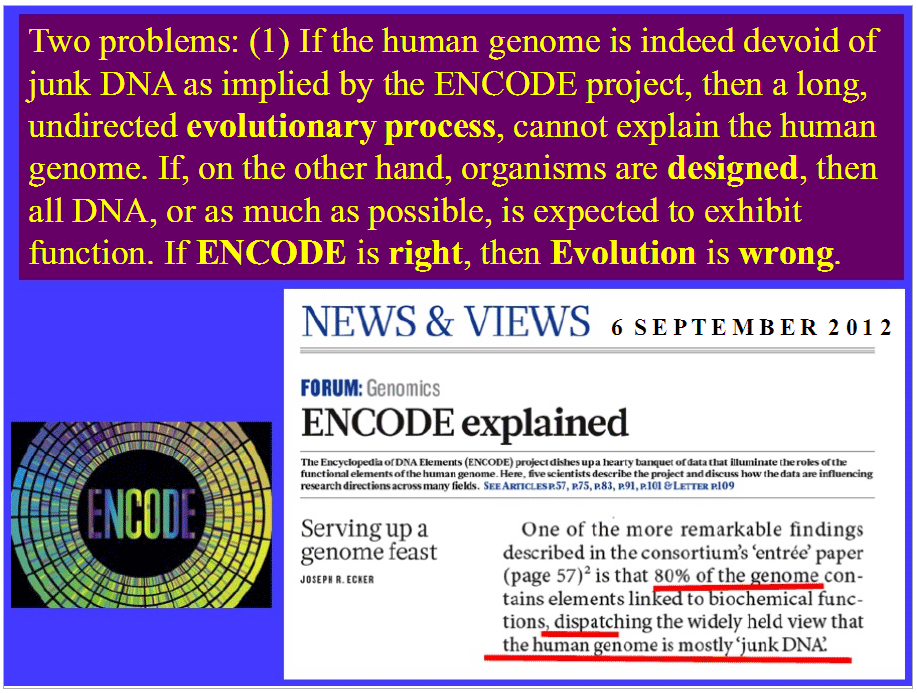 Two problems: (1) If the human genome is indeed devoid of
junk DNA as implied by the ENCODE project, then a long,
undirected evolutionary process, cannot explain the human
genome. If, on the other hand, organisms are designed, then
all DNA, or as much as possible, is expected to exhibit
function. If ENCODE is right, then Evolution is wrong.
NEWS & VIEWS 6 SEPTEMBER 2012
FORUM: Genomics
ENCODE explained
The Encyclopedia of DNA Elements (ENCODE) project dishes up a hearty banquet of data that illuminate the roles of the
functional elements of the human genome. Here, five scientists describe the project and discuss how the data are influencing
research directions across many fields. SEE ARTICLES P.57, P.75, P.83, P.91, P.101 & LETTER P.109
ENCODE
Serving up a
genome feast
JOSEPH R. ECKER
One of the more remarkable findings
described in the consortium's 'entrée' paper
(page 57)² is that 80% of the genome con-
tains elements linked to biochemical func-
tions, dispatching the widely held view that
the human genome is mostly 'junk DNA'.